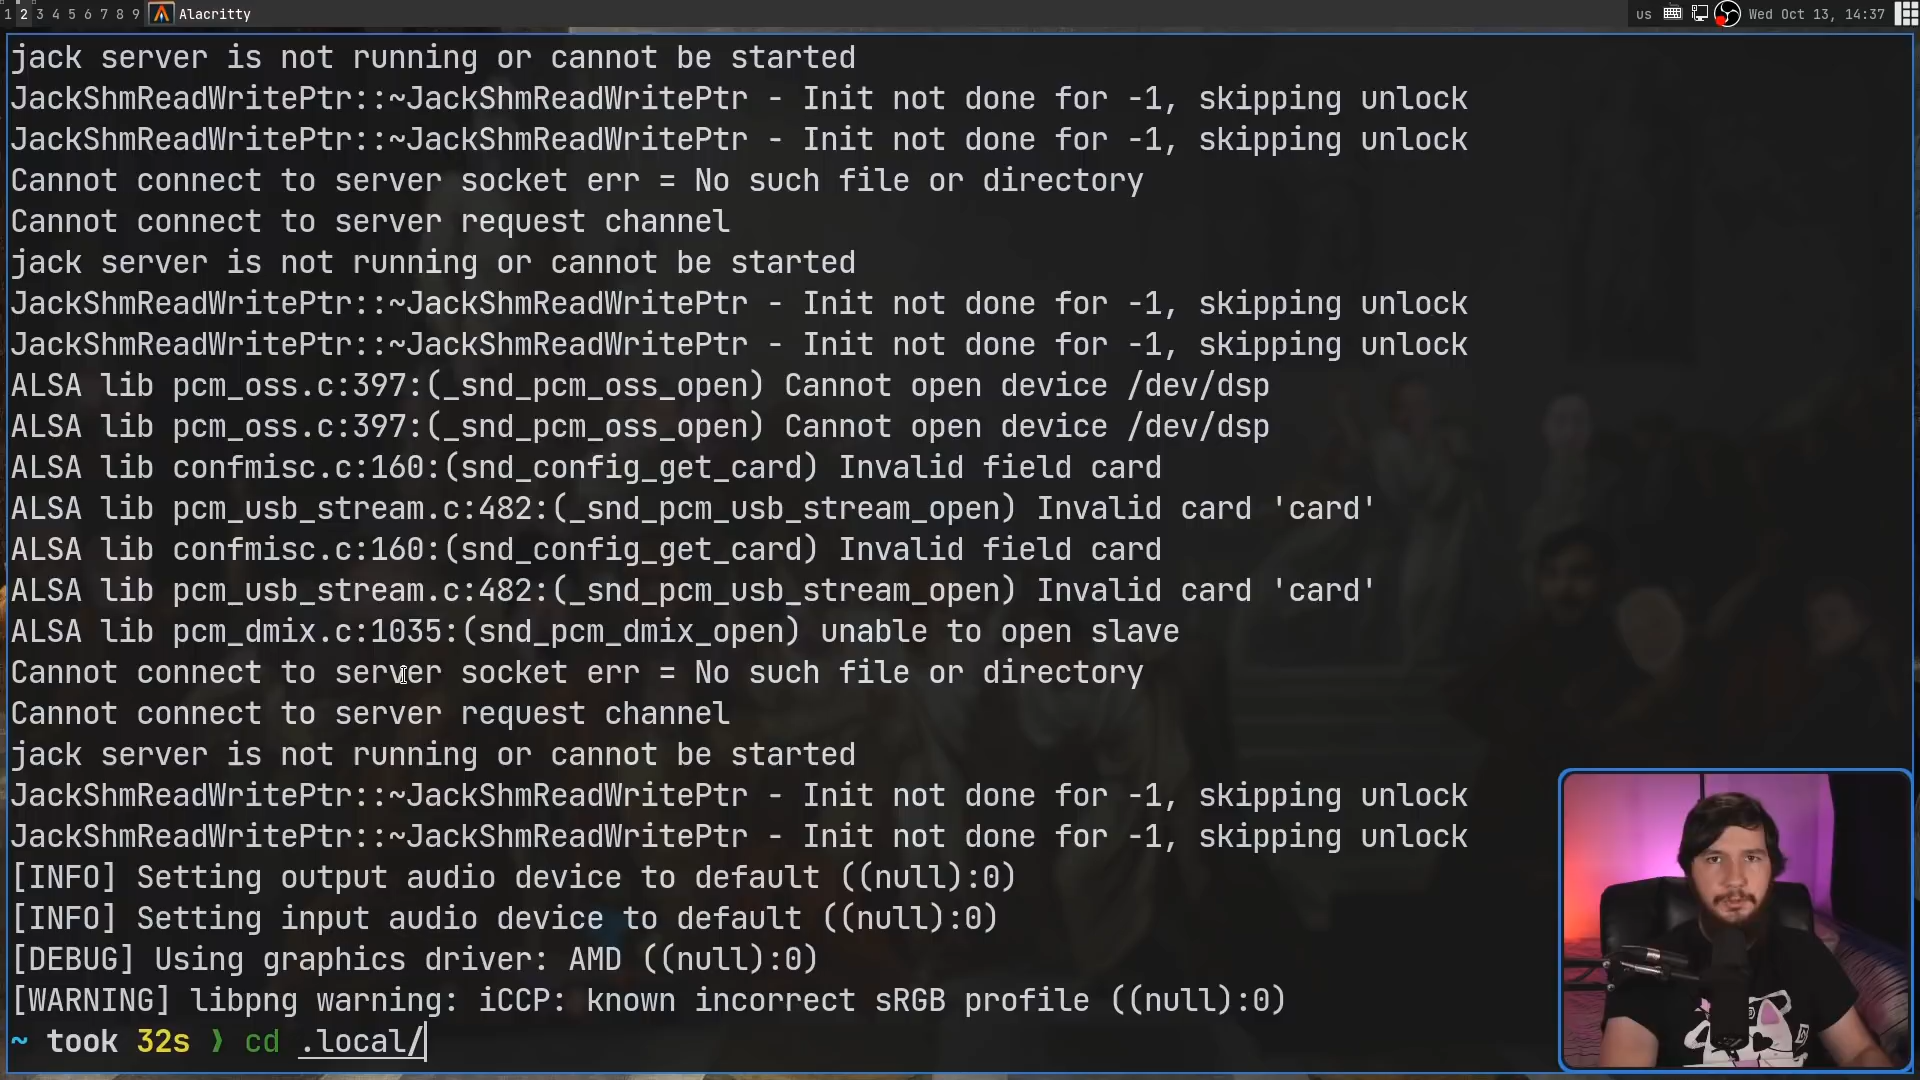 1 2 3 4 5 6 7 8 9 Alacritty us Wed Oct 13, 14:37
jack server is not running or cannot be started
JackShmReadWritePtr::~JackShmReadWritePtr - Init not done for -1, skipping unlock
JackShmReadWritePtr::~JackShmReadWritePtr - Init not done for -1, skipping unlock
Cannot connect to server socket err = No such file or directory
Cannot connect to server request channel
jack server is not running or cannot be started
JackShmReadWritePtr::~JackShmReadWritePtr - Init not done for -1, skipping unlock
JackShmReadWritePtr::~JackShmReadWritePtr - Init not done for -1, skipping unlock
ALSA lib pcm_oss.c:397:(_snd_pcm_oss_open) Cannot open device /dev/dsp
ALSA lib pcm_oss.c:397:(_snd_pcm_oss_open) Cannot open device /dev/dsp
ALSA lib confmisc.c:160:(snd_config_get_card) Invalid field card
ALSA lib pcm_usb_stream.c:482:(_snd_pcm_usb_stream_open) Invalid card 'card'
ALSA lib confmisc.c:160:(snd_config_get_card) Invalid field card
ALSA lib pcm_usb_stream.c:482:(_snd_pcm_usb_stream_open) Invalid card 'card'
ALSA lib pcm_dmix.c:1035:(snd_pcm_dmix_open) unable to open slave
Cannot connect to server socket err = No such file or directory
Cannot connect to server request channel
jack server is not running or cannot be started
JackShmReadWritePtr::~JackShmReadWritePtr - Init not done for -1, skipping unlock
JackShmReadWritePtr::~JackShmReadWritePtr - Init not done for -1, skipping unlock
[INFO] Setting output audio device to default ((null):0)
[INFO] Setting input audio device to default ((null):0)
[DEBUG] Using graphics driver: AMD ((null):0)
[WARNING] libpng warning: iCCP: known incorrect sRGB profile ((null):0)
~ took 32s ❯ cd .local/